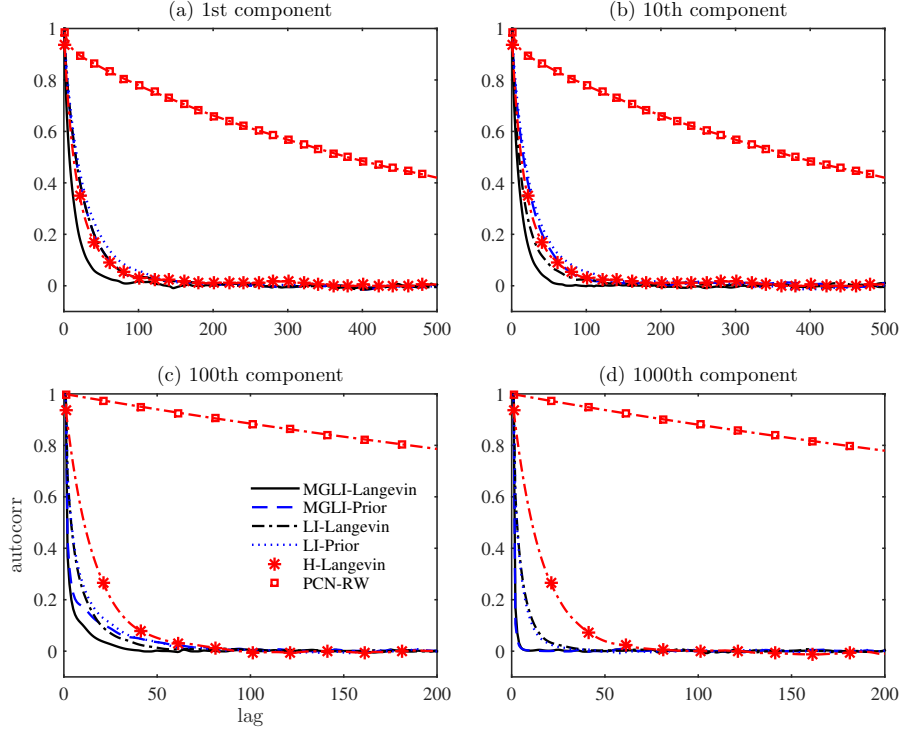 (a) 1st component
(b) 10th component
1
0.8
0.6
0.4
0.2
0
0 100 200 300 400 500
1
0.8
0.6
0.4
0.2
0
0 100 200 300 400 500
(c) 100th component
(d) 1000th component
1
0.8
0.6
0.4
0.2
0
0 50 100 150 200
autocorr
lag
MGLI-Langevin
MGLI-Prior
LI-Langevin
LI-Prior
H-Langevin
PCN-RW
1
0.8
0.6
0.4
0.2
0
0 50 100 150 200